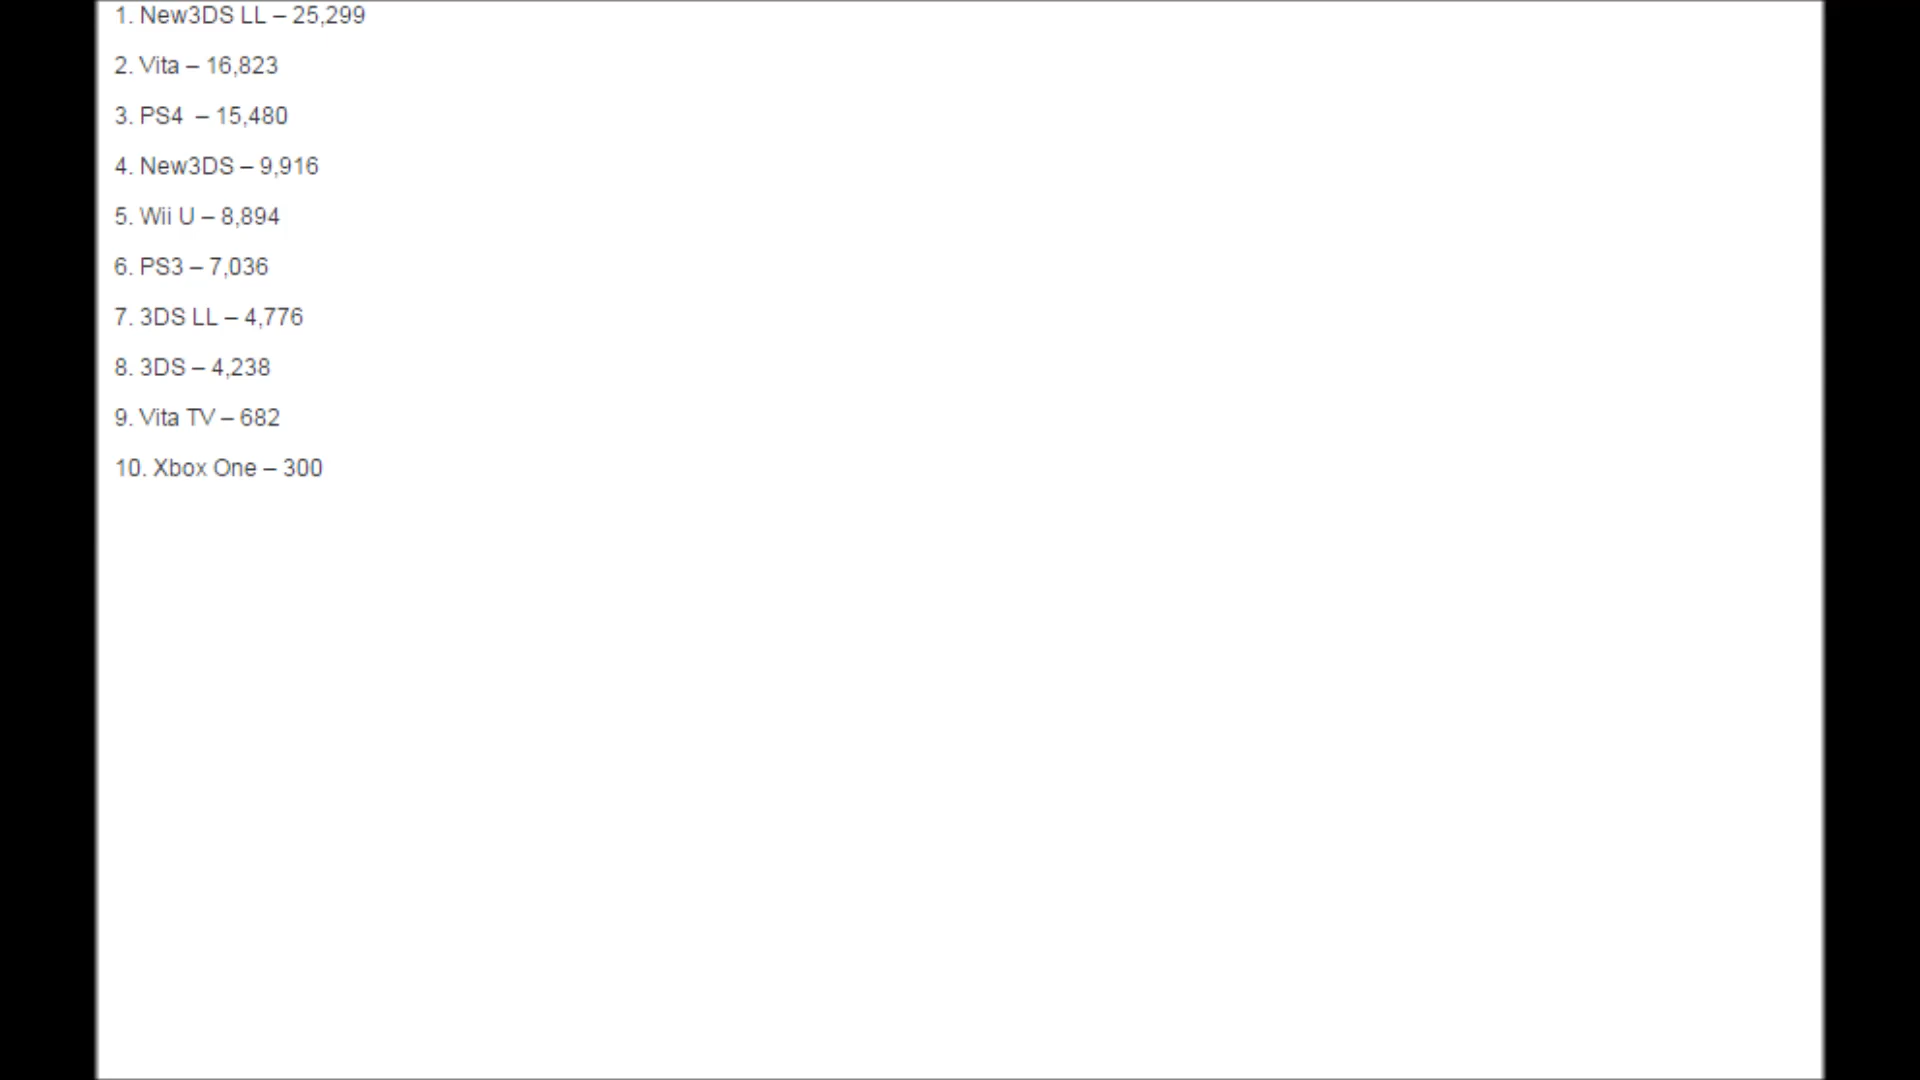 1. New3DS LL – 25,299
2. Vita – 16,823
3. PS4  – 15,480
4. New3DS – 9,916
5. Wii U – 8,894
6. PS3 – 7,036
7. 3DS LL – 4,776
8. 3DS – 4,238
9. Vita TV – 682
10. Xbox One – 300